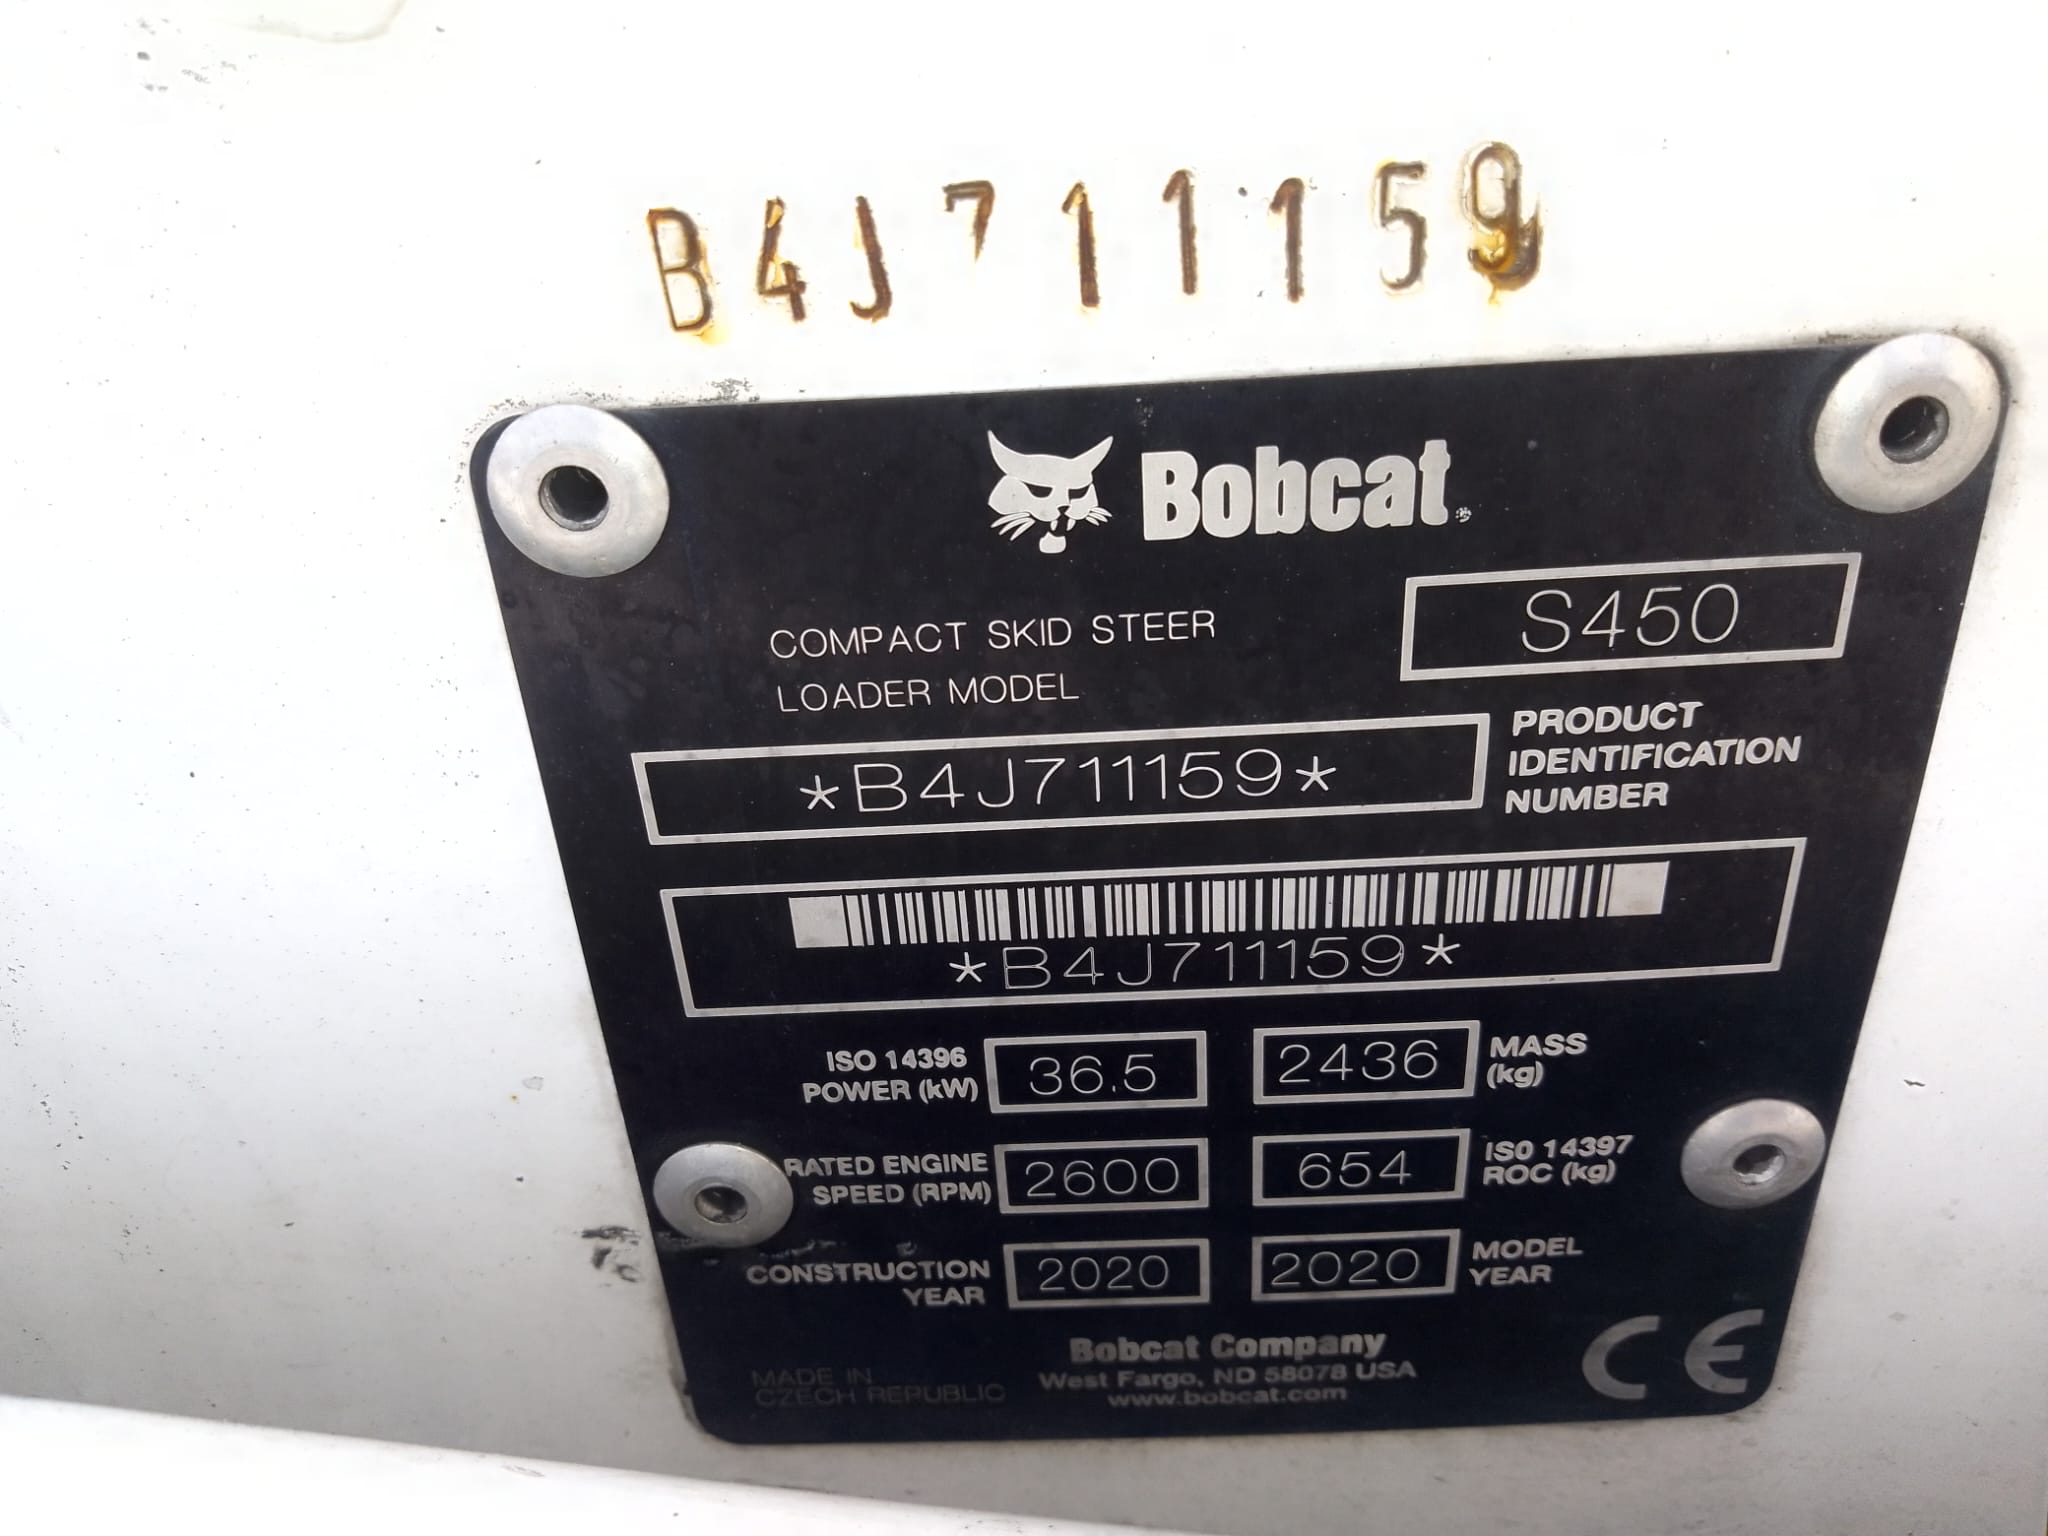 B4J711159
Bobcat
COMPACT SKID STEER
LOADER MODEL
S450
*B4J711159*
PRODUCT
IDENTIFICATION
NUMBER
*B4J711159*
ISO 14396
POWER (kW)
36.5
2436
MASS
(kg)
RATED ENGINE
SPEED (RPM)
2600
654
ISO 14397
ROC (kg)
CONSTRUCTION
YEAR
2020
2020
MODEL
YEAR
MADE IN
CZECH REPUBLIC
Bobcat Company
West Fargo, ND 58078 USA
www.bobcat.com
CE